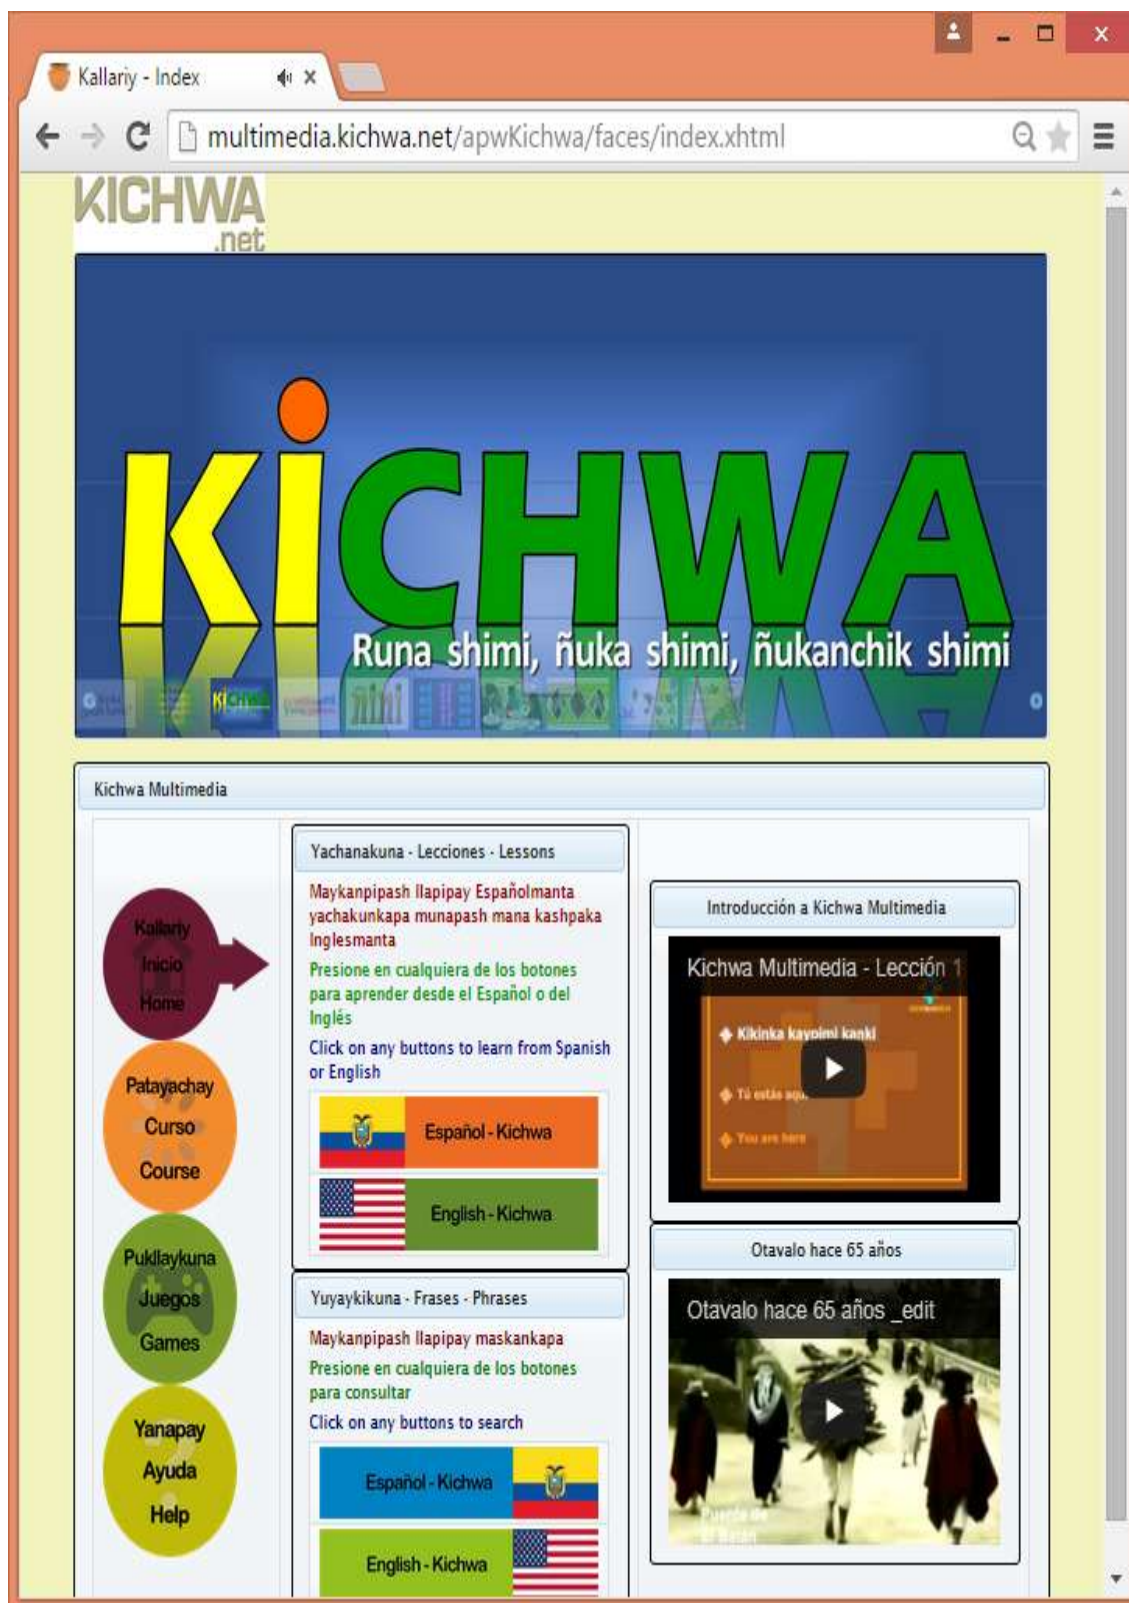 Kallariy - Index
multimedia.kichwa.net/apwKichwa/faces/index.xhtml
KICHWA
.net
KiCHWA
Runa shimi, ñuka shimi, ñukanchik shimi
KiCHWA
Kichwa Multimedia
Kallariy
Inicio
Home
Patayachay
Curso
Course
Pukllaykuna
Juegos
Games
Yanapay
Ayuda
Help
Yachanakuna - Lecciones - Lessons
Maykanpipash llapipay Españolmanta
yachakunkapa munapash mana kashpaka
Inglesmanta
Presione en cualquiera de los botones
para aprender desde el Español o del
Inglés
Click on any buttons to learn from Spanish
or English
Español - Kichwa
English - Kichwa
Yuyaykikuna - Frases - Phrases
Maykanpipash llapipay maskankapa
Presione en cualquiera de los botones
para consultar
Click on any buttons to search
Español - Kichwa
English - Kichwa
Introducción a Kichwa Multimedia
Kichwa Multimedia - Lección 1
Kikinka kaypimi kanki
Tú estás aquí
You are here
Otavalo hace 65 años
Otavalo hace 65 años _edit
Puente de
El Batán